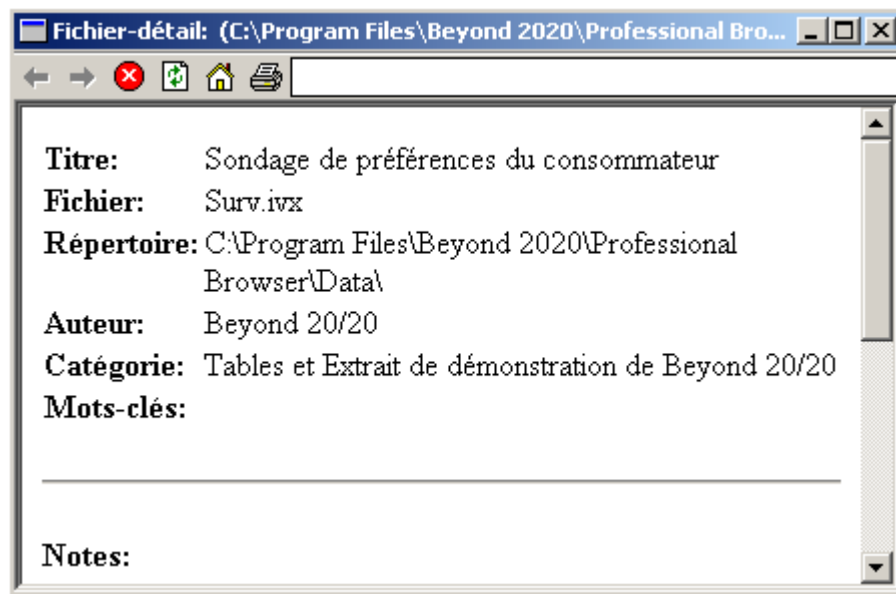 Fichier-détail: (C:\Program Files\Beyond 2020\Professional Bro...
Titre: Sondage de préférences du consommateur
Fichier: Surv.ivx
Répertoire: C:\Program Files\Beyond 2020\Professional
Browser\Data\
Auteur: Beyond 20/20
Catégorie: Tables et Extrait de démonstration de Beyond 20/20
Mots-clés:
Notes: